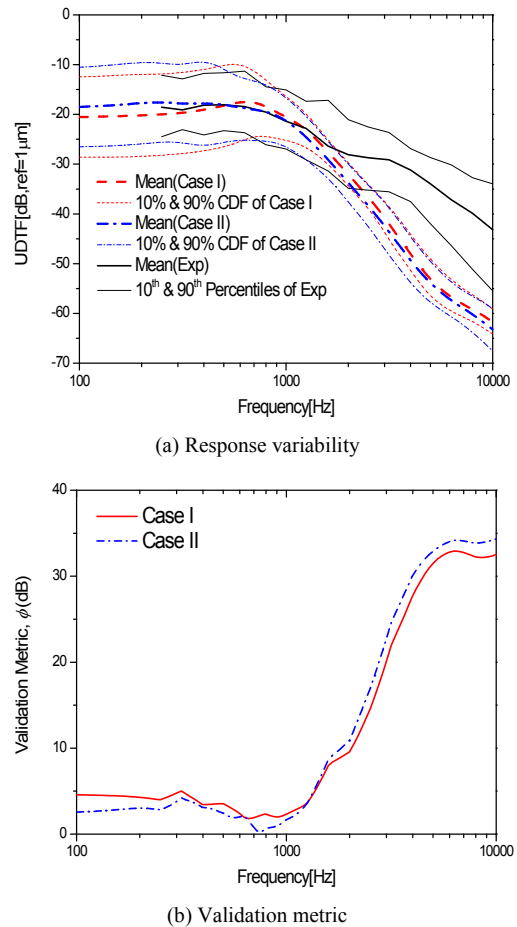 0
-10
-20
-30
-40
-50
-60
-70
UDTF[dB,ref=1μm]
Mean(Case I)
10% & 90% CDF of Case I
Mean(Case II)
10% & 90% CDF of Case II
Mean(Exp)
10th & 90th Percentiles of Exp
100 1000 10000
Frequency[Hz]
(a) Response variability
40
30
20
10
0
Validation Metric, ϕ(dB)
Case I
Case II
100 1000 10000
Frequency[Hz]
(b) Validation metric